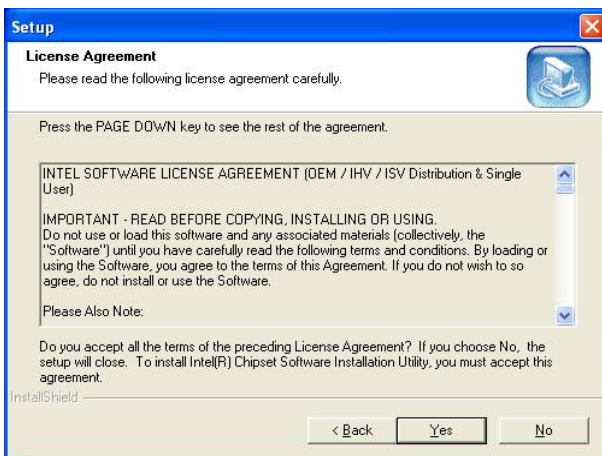 Setup
License Agreement
Please read the following license agreement carefully.
Press the PAGE DOWN key to see the rest of the agreement.
INTEL SOFTWARE LICENSE AGREEMENT (OEM / IHV / ISV Distribution & Single
User)
IMPORTANT - READ BEFORE COPYING, INSTALLING OR USING.
Do not use or load this software and any associated materials (collectively, the
"Software") until you have carefully read the following terms and conditions. By loading or
using the Software, you agree to the terms of this Agreement. If you do not wish to so
agree, do not install or use the Software.
Please Also Note:
Do you accept all the terms of the preceding License Agreement? If you choose No, the
setup will close. To install Intel(R) Chipset Software Installation Utility, you must accept this
agreement.
InstallShield
< Back
Yes
No